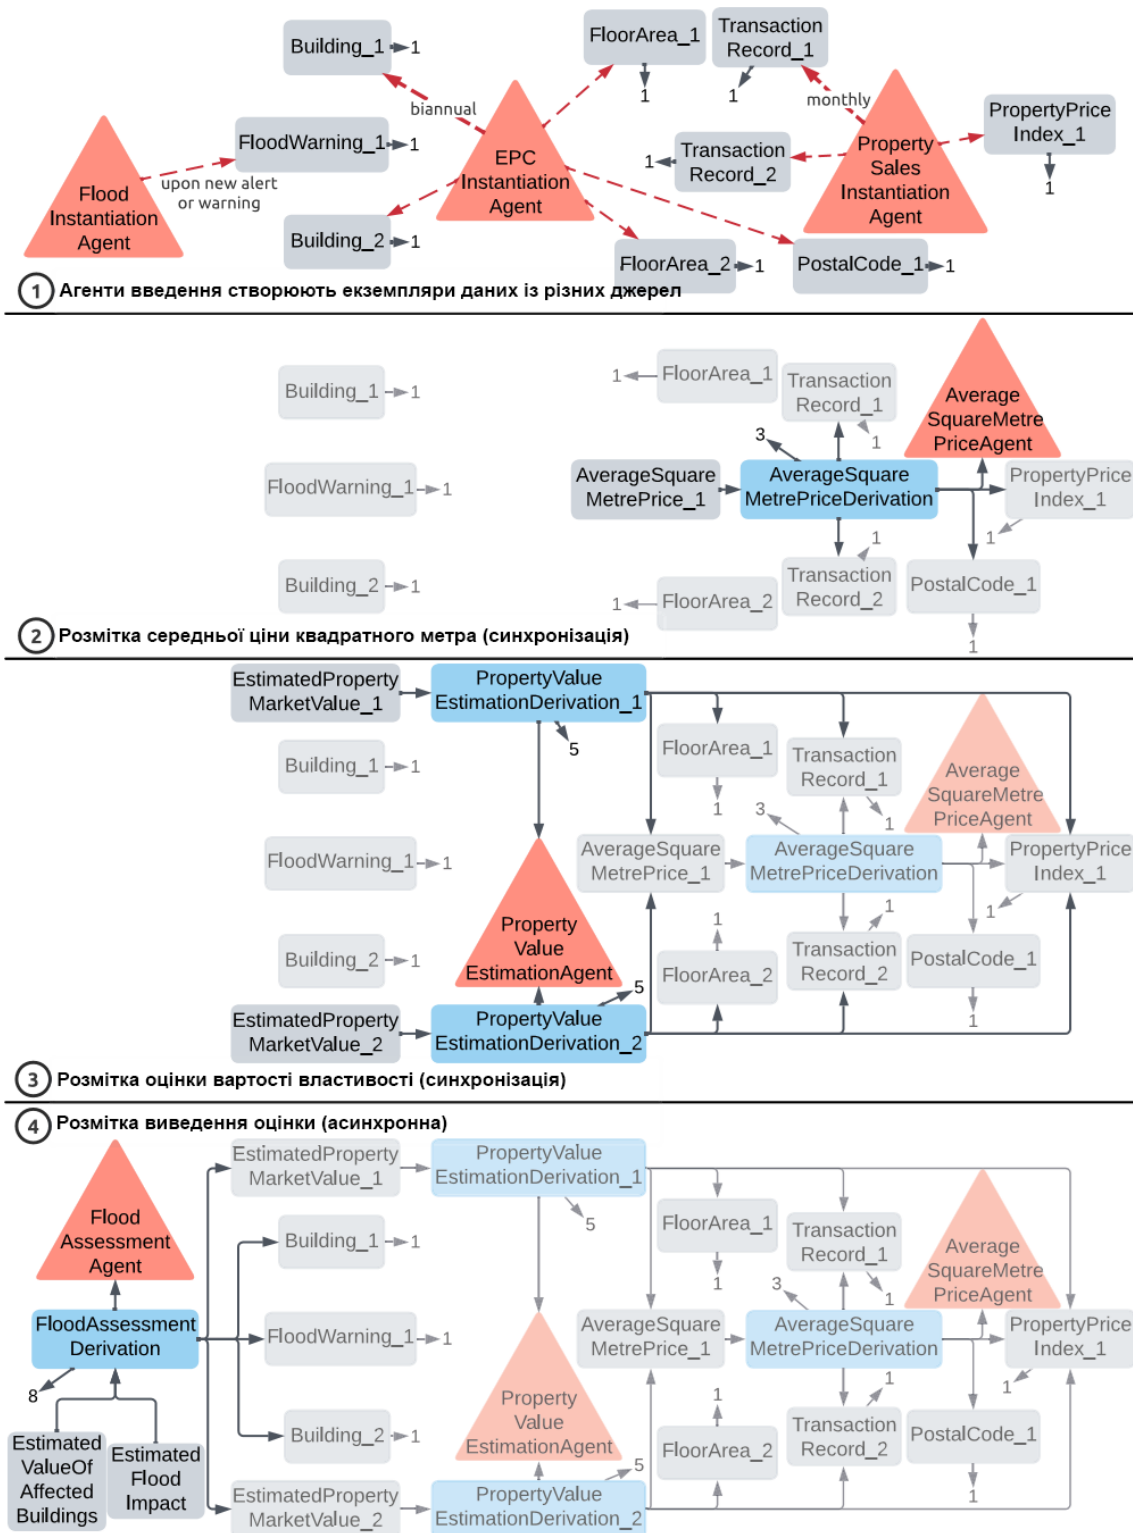 Building_1
1
FloorArea_1
1
Transaction
Record_1
1
biannual
monthly
PropertyPrice
Index_1
1
FloodWarning_1
1
upon new alert
or warning
Flood
Instantiation
Agent
EPC
Instantiation
Agent
Transaction
Record_2
1
Property
Sales
Instantiation
Agent
Building_2
1
FloorArea_2
1
PostalCode_1
1
1 Агенти введення створюють екземпляри даних із різних джерел
Building_1
1
FloorArea_1
1
Transaction
Record_1
1
Average
SquareMetre
PriceAgent
3
FloodWarning_1
1
AverageSquare
MetrePrice_1
AverageSquare
MetrePriceDerivation
PropertyPrice
Index_1
1
1
Building_2
1
FloorArea_2
1
Transaction
Record_2
PostalCode_1
1
2 Розмітка середньої ціни квадратного метра (синхронізація)
EstimatedProperty
MarketValue_1
PropertyValue
EstimationDerivation_1
5
Building_1
1
FloorArea_1
1
Transaction
Record_1
1
Average
SquareMetre
PriceAgent
3
FloodWarning_1
1
AverageSquare
MetrePrice_1
AverageSquare
MetrePriceDerivation
PropertyPrice
Index_1
1
Property
Value
EstimationAgent
1
1
Building_2
1
FloorArea_2
Transaction
Record_2
PostalCode_1
1
5
EstimatedProperty
MarketValue_2
PropertyValue
EstimationDerivation_2
3 Розмітка оцінки вартості властивості (синхронізація)
4 Розмітка виведення оцінки (асинхронна)
EstimatedProperty
MarketValue_1
PropertyValue
EstimationDerivation_1
5
Flood
Assessment
Agent
Building_1
1
FloorArea_1
1
Transaction
Record_1
1
Average
SquareMetre
PriceAgent
3
FloodAssessment
Derivation
8
FloodWarning_1
1
AverageSquare
MetrePrice_1
AverageSquare
MetrePriceDerivation
PropertyPrice
Index_1
1
Property
Value
EstimationAgent
1
1
Estimated
ValueOf
Affected
Buildings
Estimated
Flood
Impact
Building_2
1
FloorArea_2
Transaction
Record_2
PostalCode_1
1
5
EstimatedProperty
MarketValue_2
PropertyValue
EstimationDerivation_2